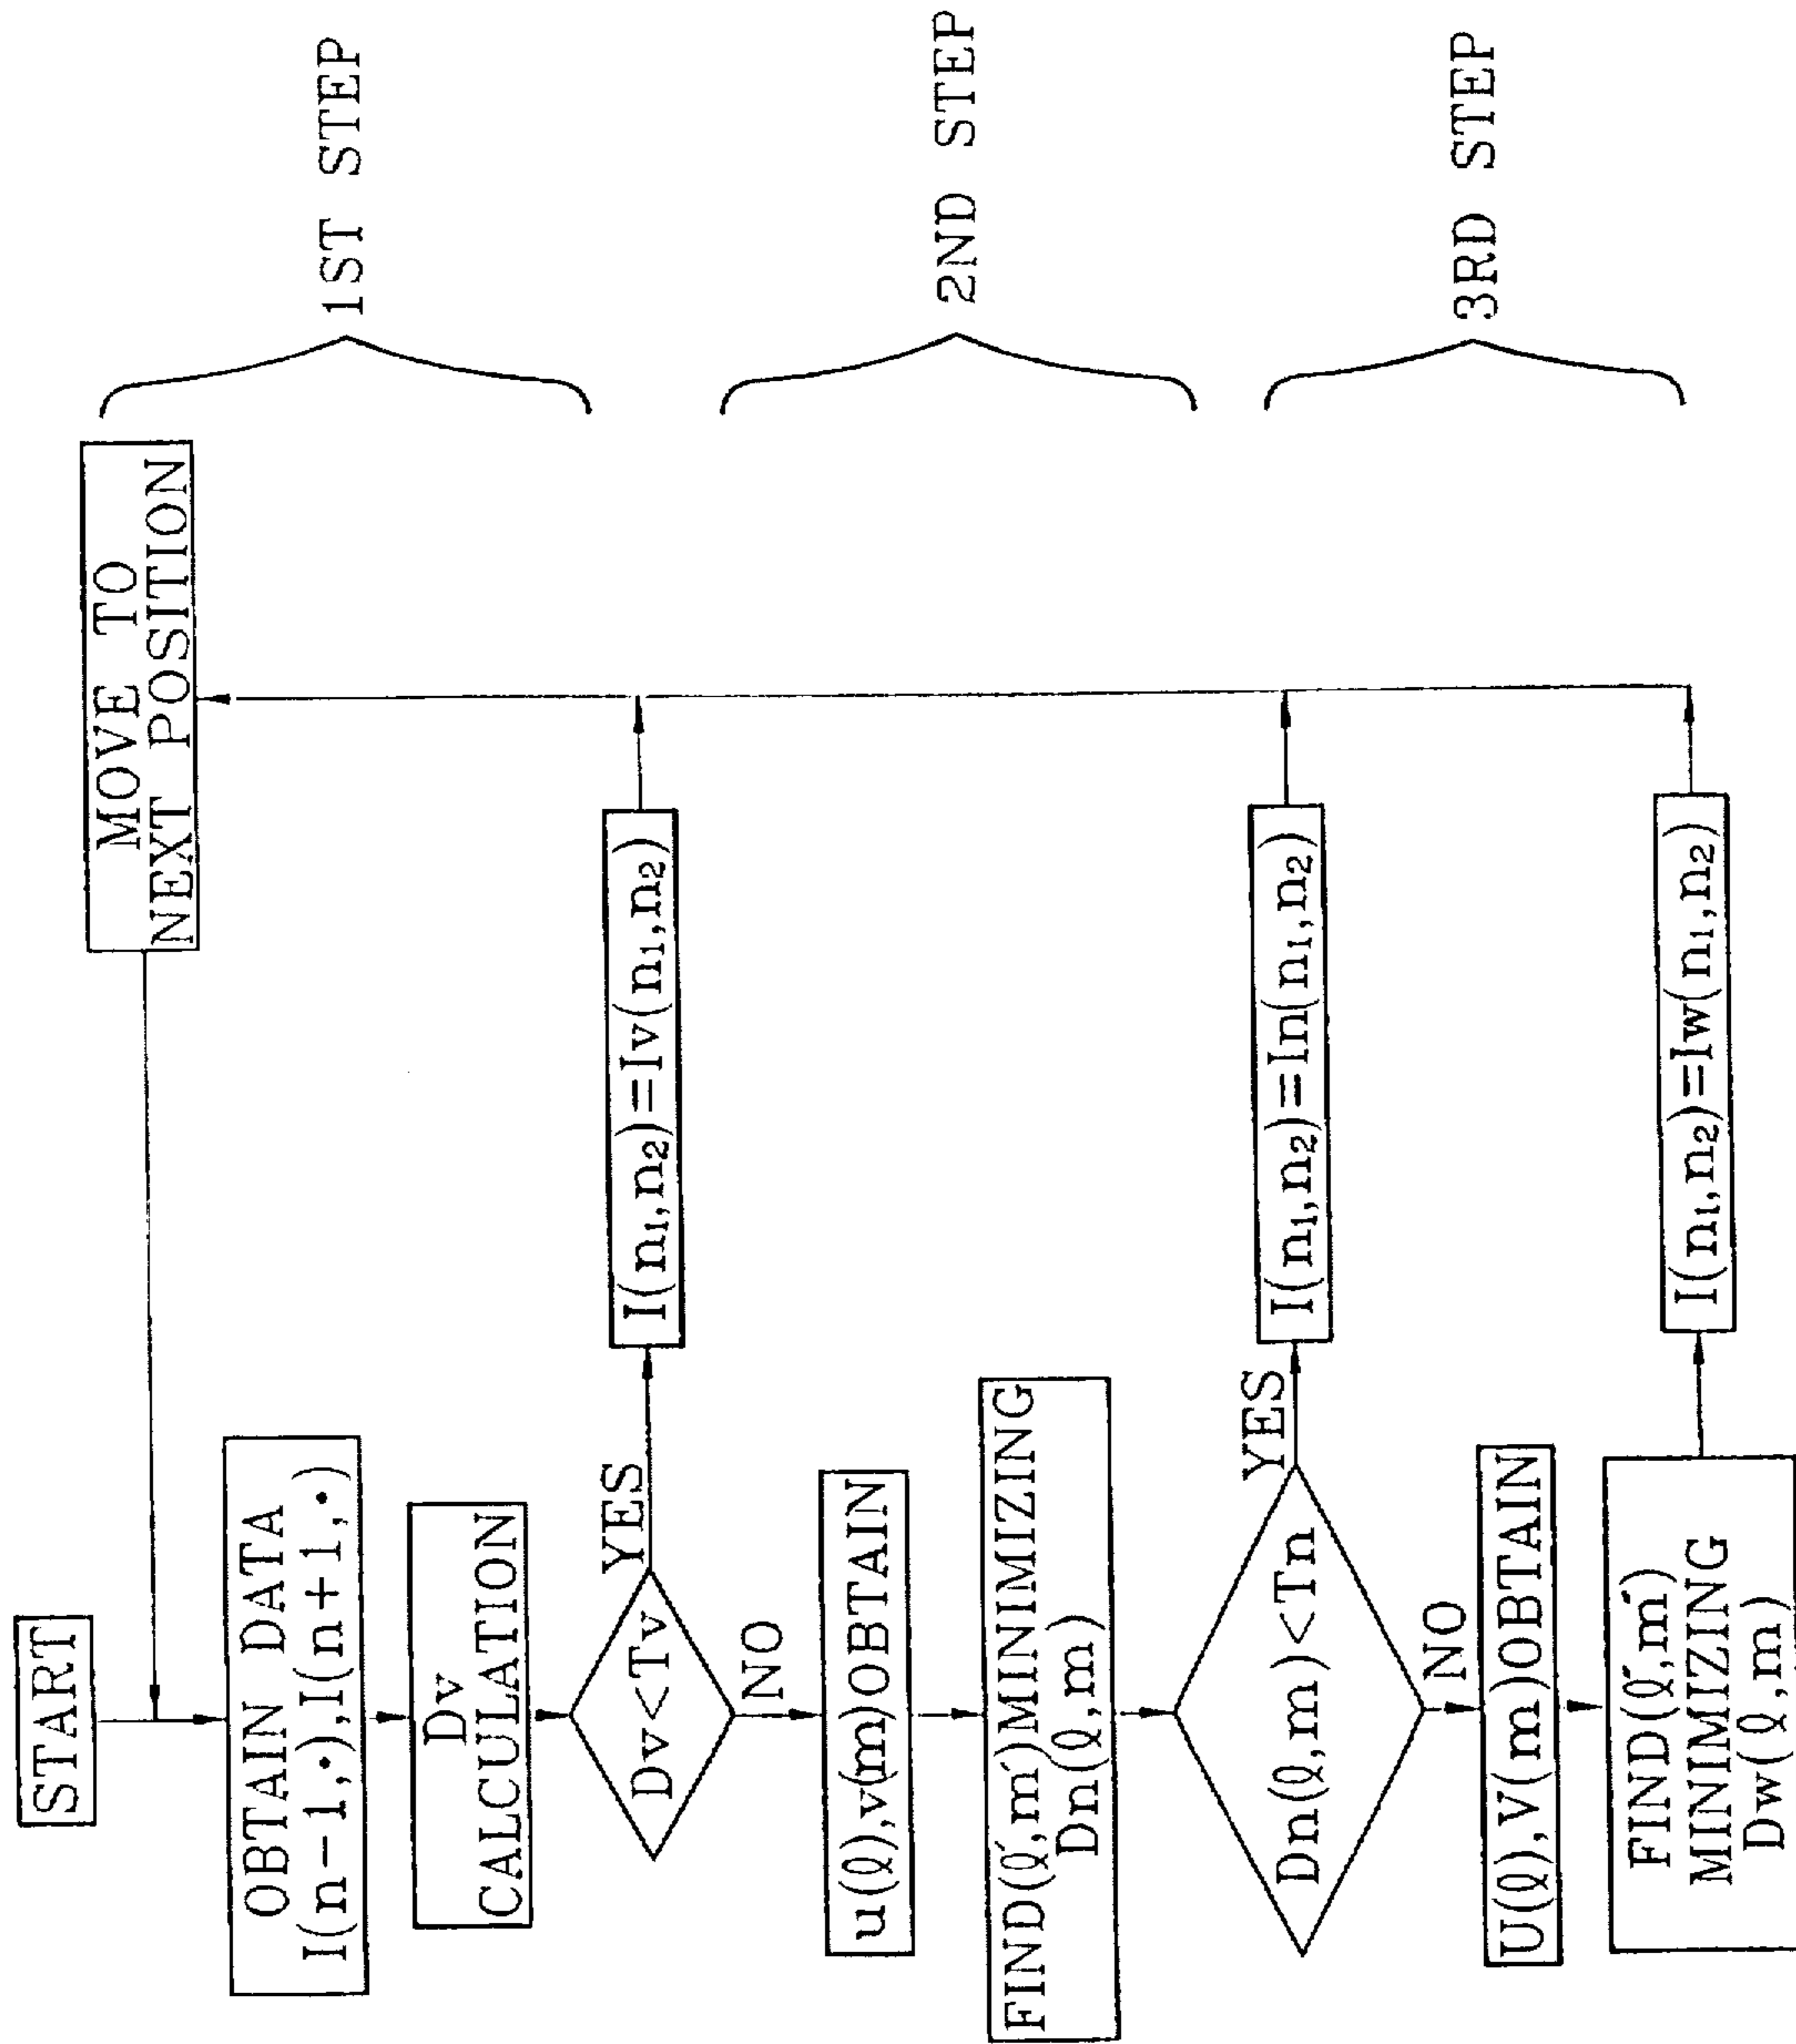 START
MOVE TO
NEXT POSITION
OBTAIN DATA
I(n-1,•),I(n+1,•)
Dv
CALCULATION
1ST STEP
Dv<Tv
YES
I(n₁,n₂)=Iv(n₁,n₂)
NO
u(ℓ),v(m)OBTAIN
FIND(ℓ',m')MINIMIZING
Dn(ℓ,m)
2ND STEP
Dn(ℓ,m)<Tn
YES
I(n₁,n₂)=In(n₁,n₂)
NO
U(ℓ),V(m)OBTAIN
3RD STEP
FIND(ℓ',m')
MINIMIZING
Dw(ℓ,m)
I(n₁,n₂)=Iw(n₁,n₂)